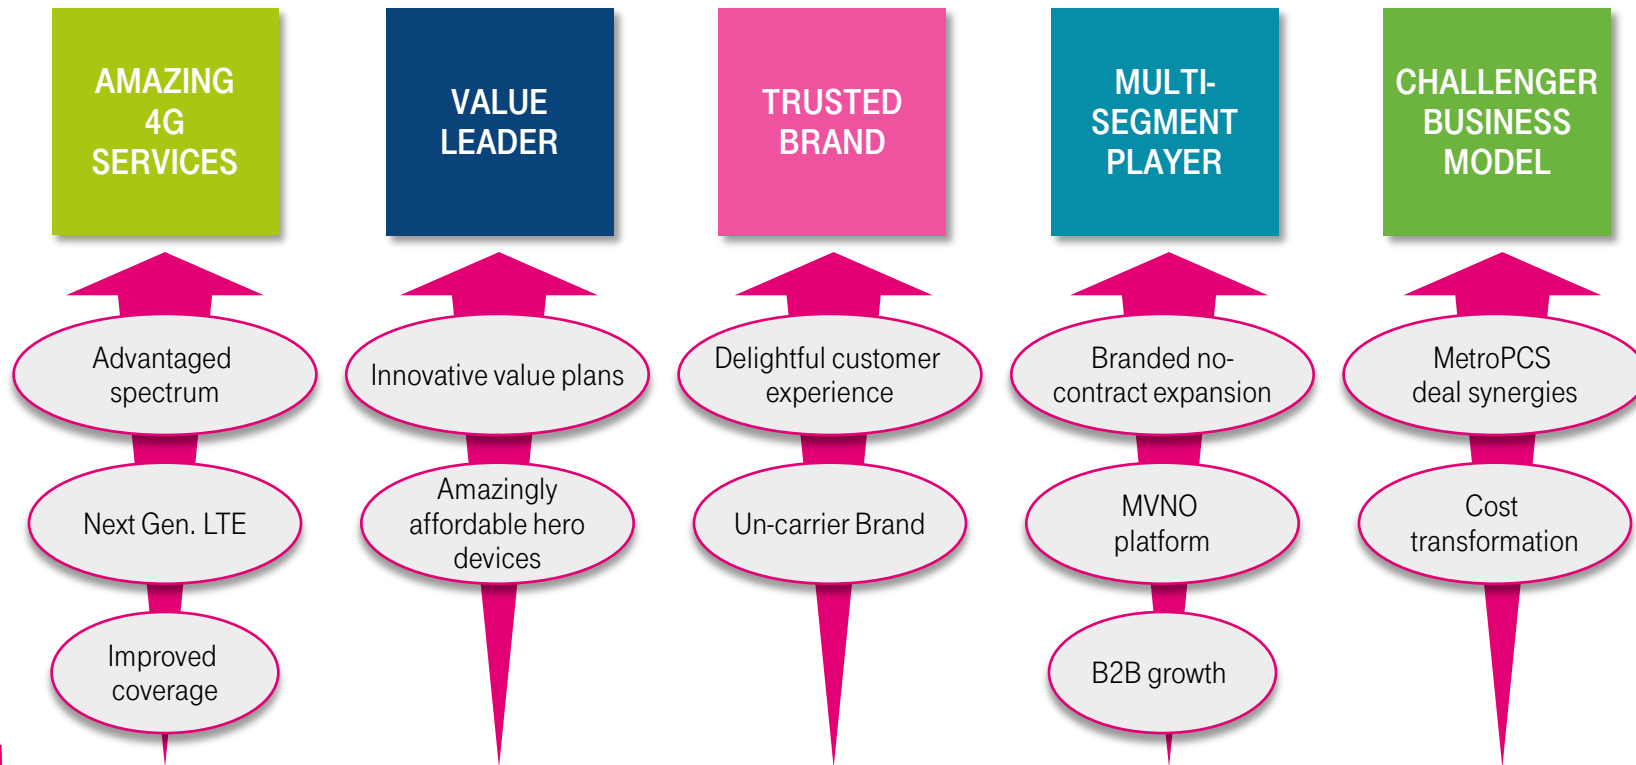 AMAZING
4G
SERVICES
VALUE
LEADER
TRUSTED
BRAND
MULTI-
SEGMENT
PLAYER
CHALLENGER
BUSINESS
MODEL
Advantaged
spectrum
Innovative value plans
Delightful customer
experience
Branded no-
contract expansion
MetroPCS
deal synergies
Next Gen. LTE
Amazingly
affordable hero
devices
Un-carrier Brand
MVNO
platform
Cost
transformation
Improved
coverage
B2B growth